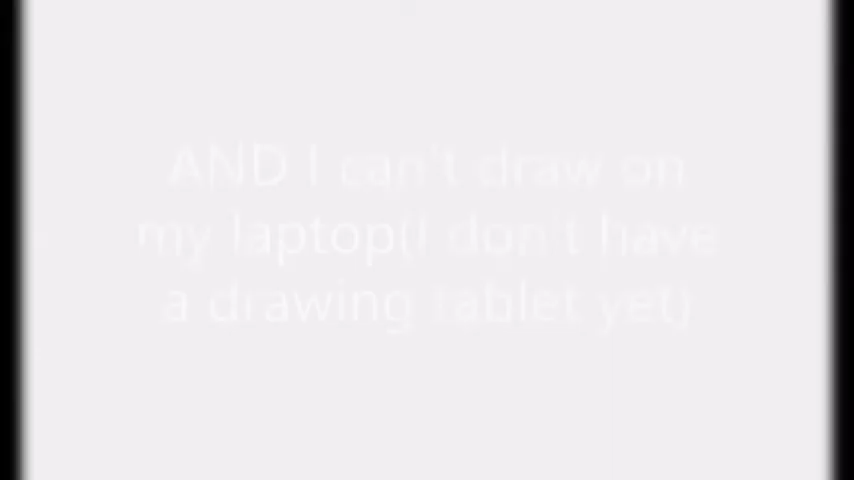 AND I can't draw on
my laptop(I don't have
a drawing tablet yet)